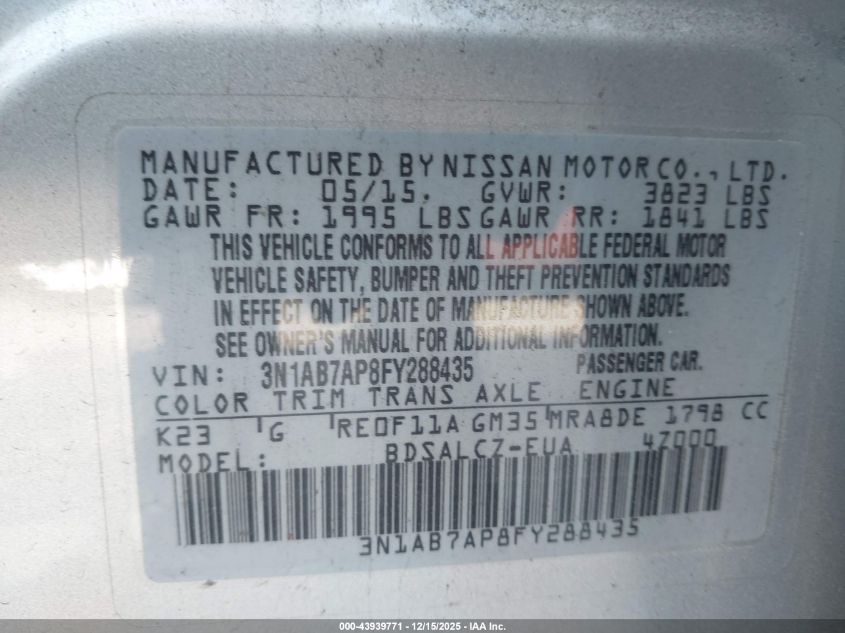 MANUFACTURED BY NISSAN MOTOR CO., LTD.
DATE: 05/15. GVWR: 3823 LBS
GAWR FR: 1995 LBS GAWR RR: 1841 LBS
THIS VEHICLE CONFORMS TO ALL APPLICABLE FEDERAL MOTOR
VEHICLE SAFETY, BUMPER AND THEFT PREVENTION STANDARDS
IN EFFECT ON THE DATE OF MANUFACTURE SHOWN ABOVE.
SEE OWNER'S MANUAL FOR ADDITIONAL INFORMATION.
VIN: 3N1AB7AP8FY288435 PASSENGER CAR.
COLOR TRIM TRANS AXLE ENGINE
K23 G RE0F11A GM35 MRA8DE 1798 CC
MODEL: BDSALCZ-EUA 4Z000
3N1AB7AP8FY288435
000-43939771 - 12/15/2025 - IAA Inc.